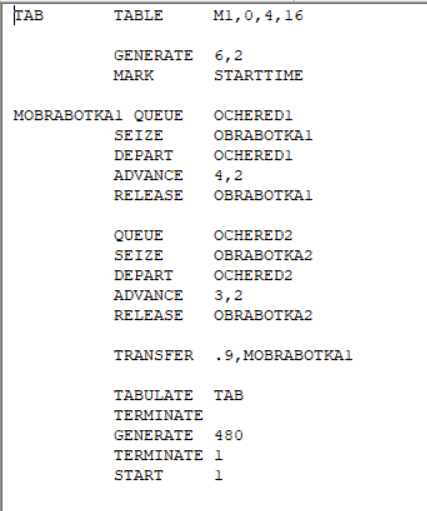 TAB TABLE M1,0,4,16
GENERATE 6,2
MARK STARTTIME
MOBRABOTKA1 QUEUE OCHERED1
SEIZE OBRABOTKA1
DEPART OCHERED1
ADVANCE 4,2
RELEASE OBRABOTKA1
QUEUE OCHERED2
SEIZE OBRABOTKA2
DEPART OCHERED2
ADVANCE 3,2
RELEASE OBRABOTKA2
TRANSFER .9,MOBRABOTKA1
TABULATE TAB
TERMINATE
GENERATE 480
TERMINATE 1
START 1